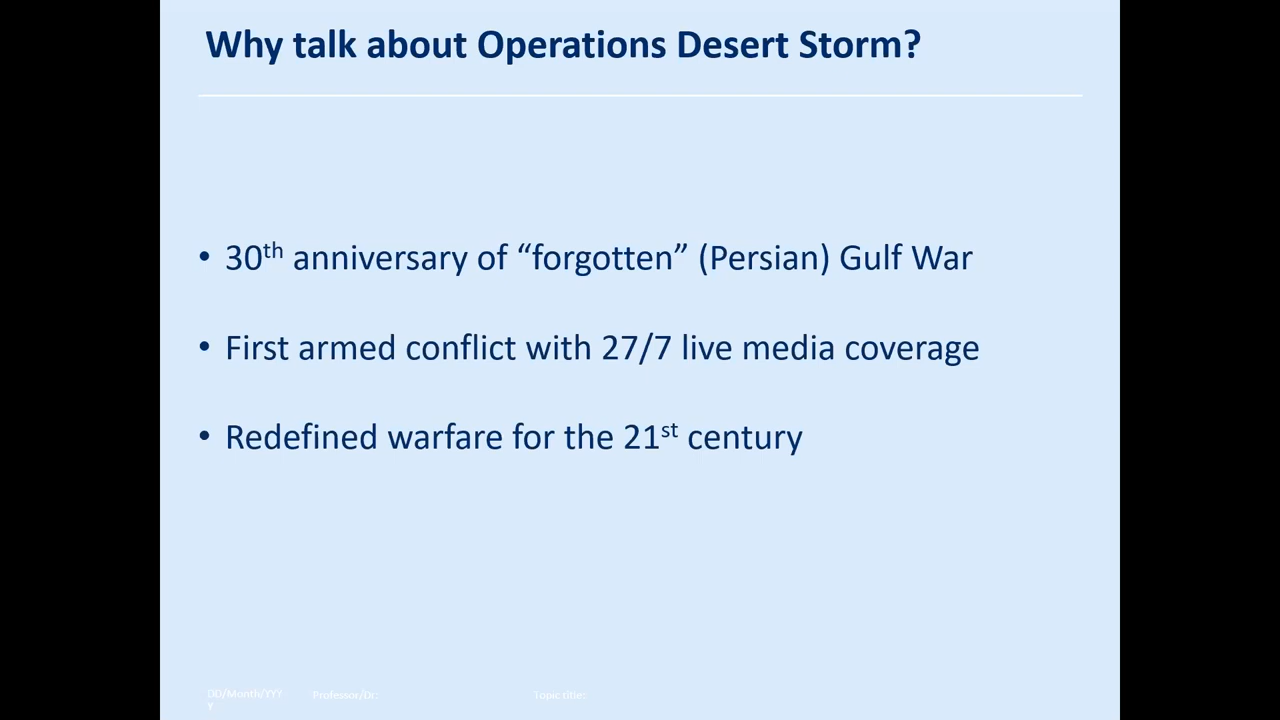 Why talk about Operations Desert Storm?
• 30th anniversary of “forgotten” (Persian) Gulf War
• First armed conflict with 27/7 live media coverage
• Redefined warfare for the 21st century
DD/Month/YYY
Y
Professor/Dr:
Topic title: